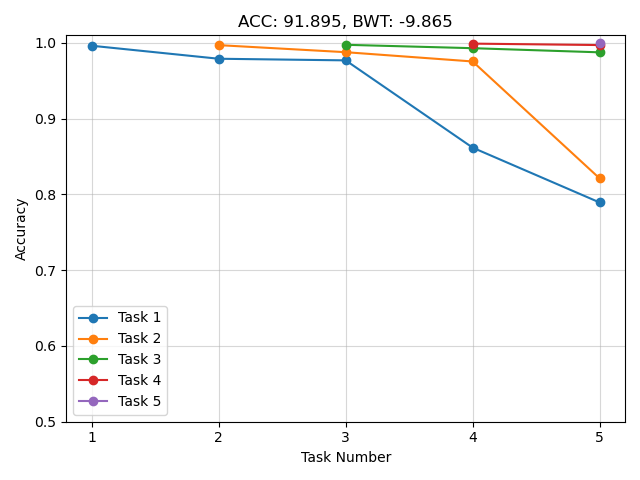 ACC: 91.895, BWT: -9.865
1.0
0.9
0.8
0.7
0.6
0.5
Accuracy
Task 1
Task 2
Task 3
Task 4
Task 5
1 2 3 4 5
Task Number